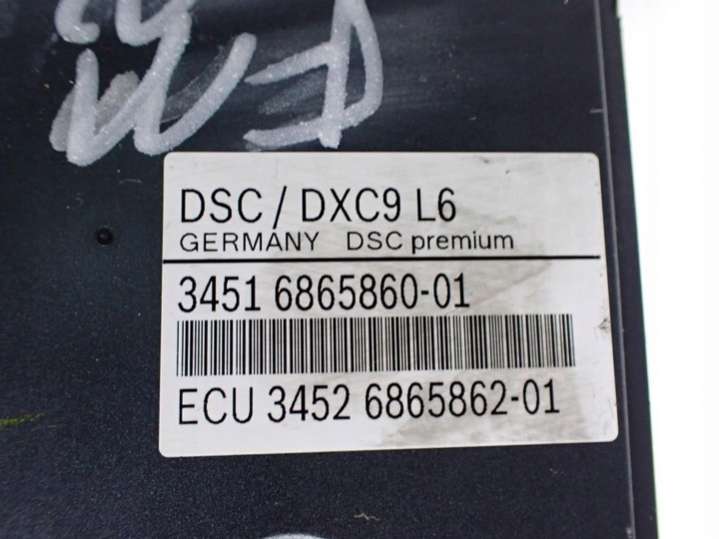 DSC / DXC9 L6
GERMANY DSC premium
3451 6865860-01
ECU 3452 6865862-01